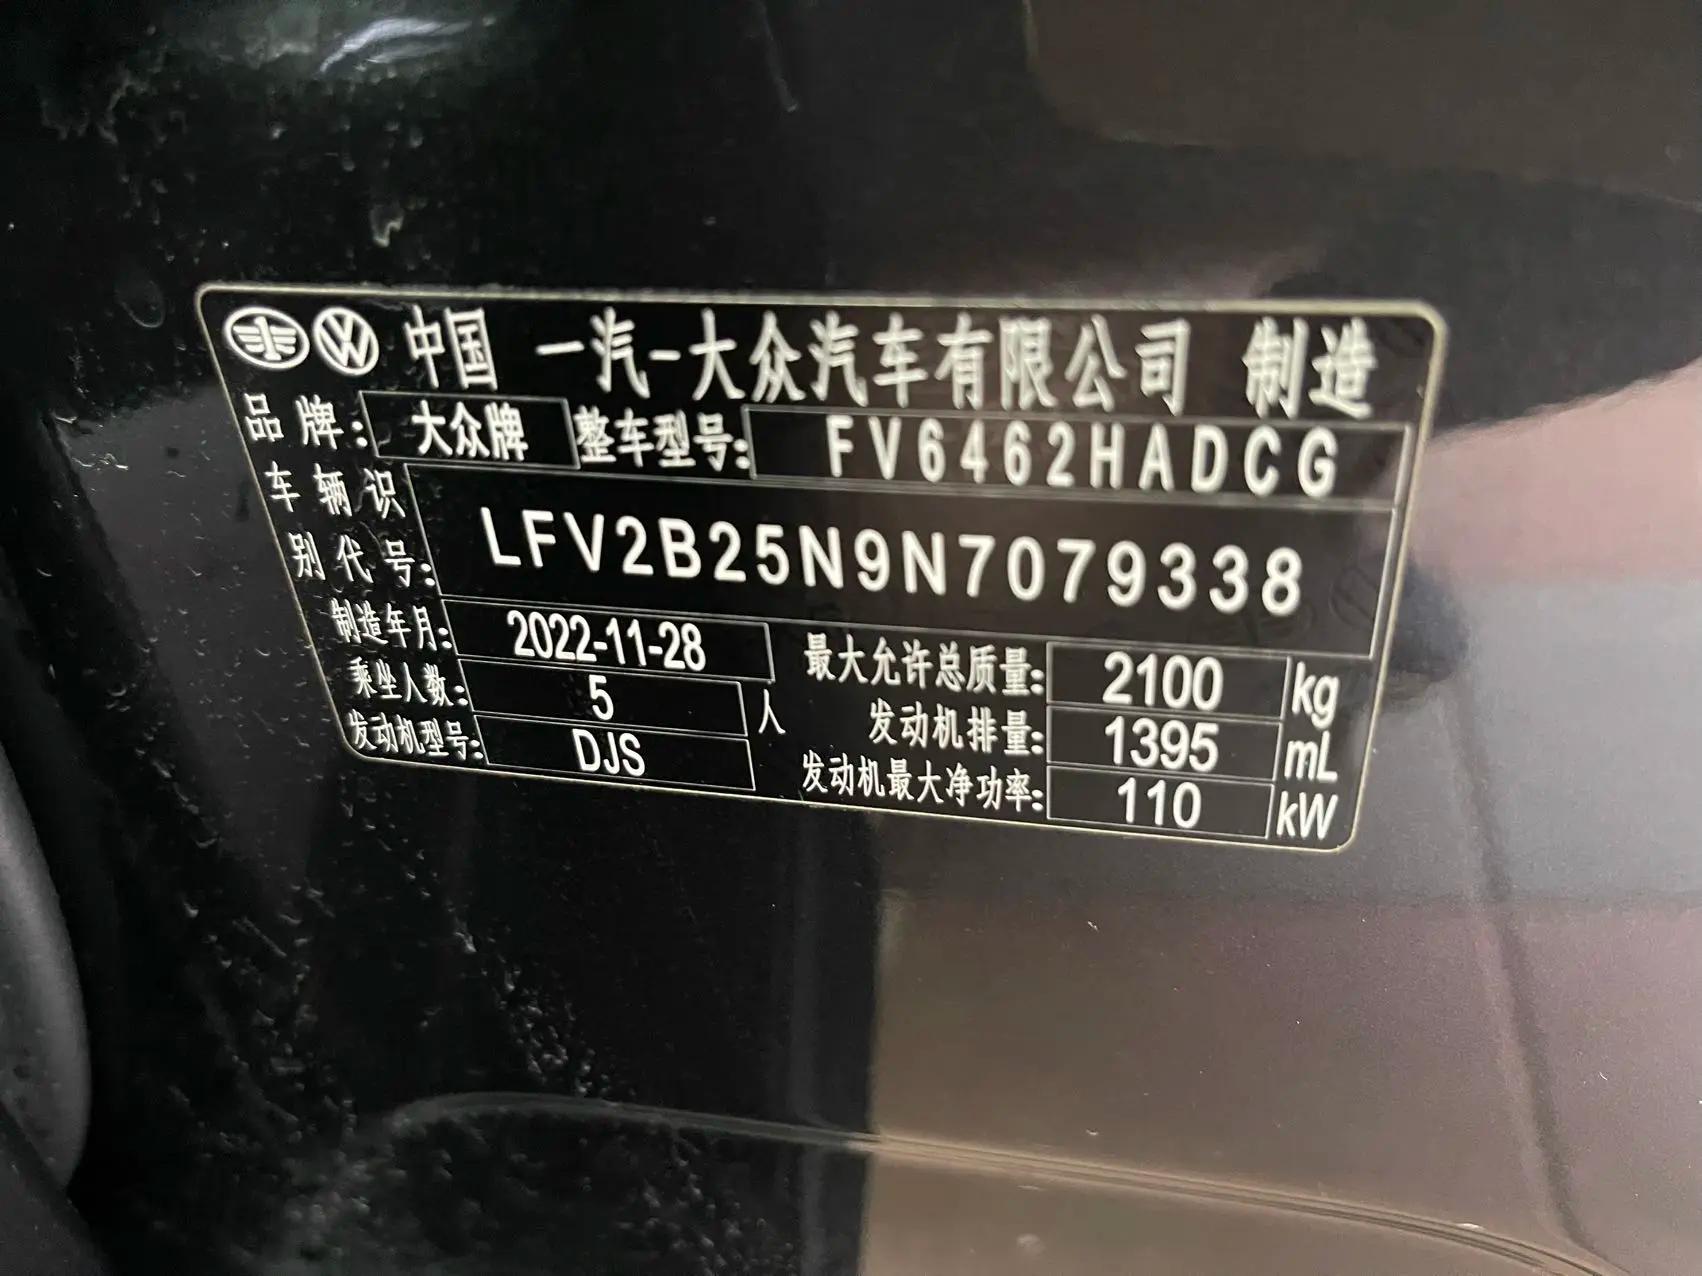 中国 一汽-大众汽车有限公司 制造
品牌: 大众牌 整车型号: FV6462HADCG
车辆识别代号: LFV2B25N9N7079338
制造年月: 2022-11-28 最大允许总质量: 2100 kg
乘坐人数: 5 人 发动机排量: 1395 mL
发动机型号: DJS 发动机最大净功率: 110 kW